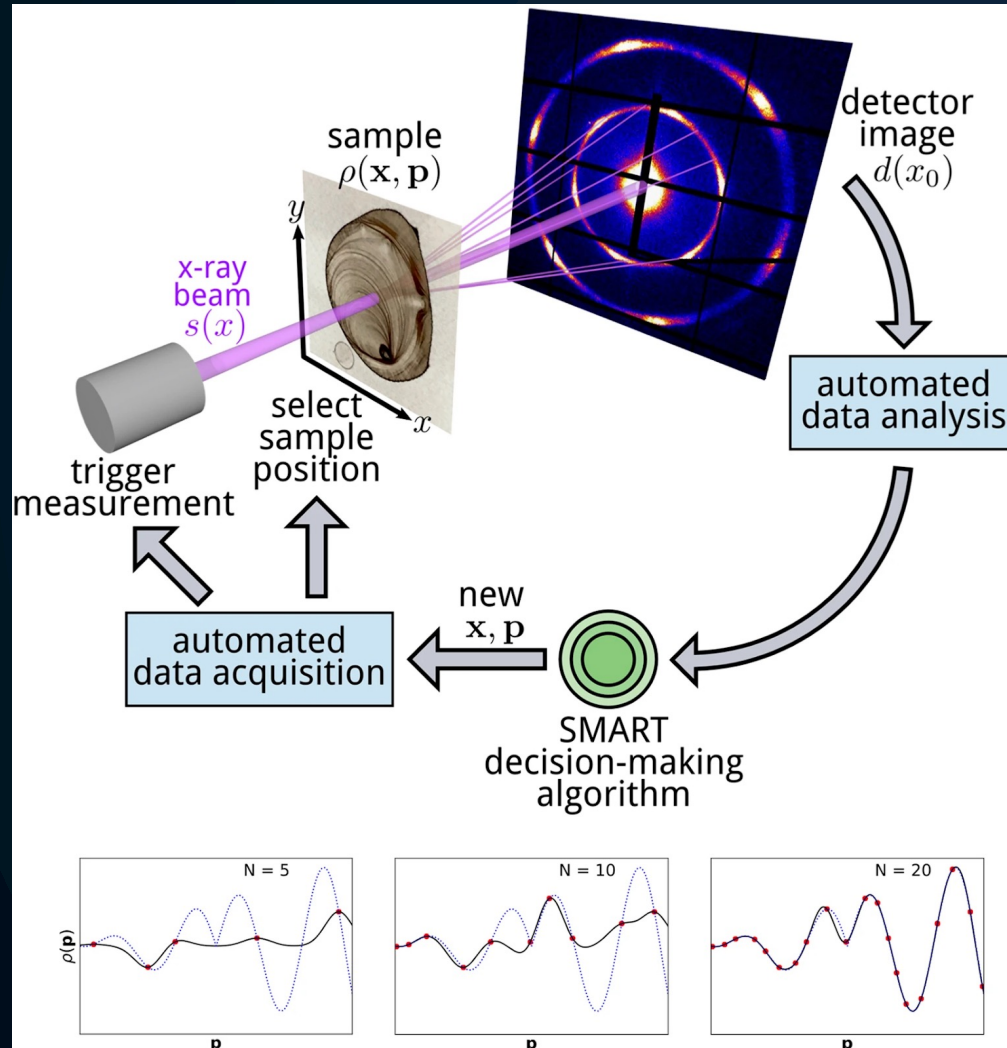 detector
image
d(x₀)
sample
ρ(𝐱, 𝐩)
y
x-ray
beam
s(x)
x
select
sample
position
trigger
measurement
automated
data analysis
new
𝐱, 𝐩
automated
data acquisition
SMART
decision-making
algorithm
N = 5
N = 10
N = 20
ρ(𝐩)
𝐩
𝐩
𝐩